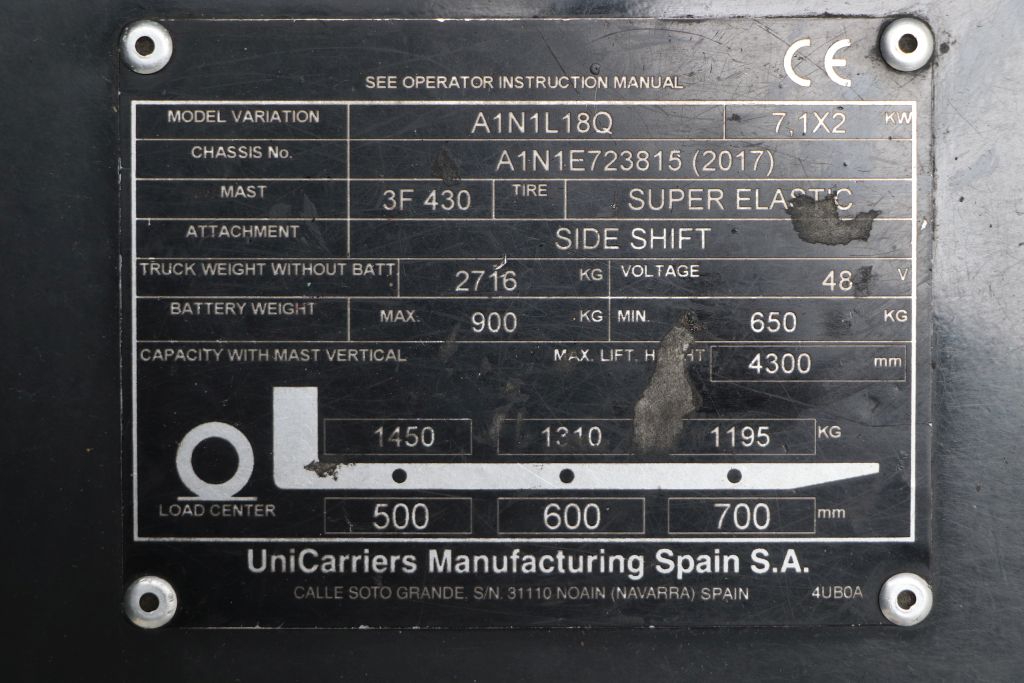 CE
SEE OPERATOR INSTRUCTION MANUAL
MODEL VARIATION A1N1L18Q 7,1X2 KW
CHASSIS No. A1N1E723815 (2017)
MAST 3F 430 TIRE SUPER ELASTIC
ATTACHMENT SIDE SHIFT
TRUCK WEIGHT WITHOUT BATT. 2716 KG VOLTAGE 48 V
BATTERY WEIGHT MAX. 900 KG MIN. 650 KG
CAPACITY WITH MAST VERTICAL MAX. LIFT. HEIGHT 4300 mm
1450 1310 1195 KG
LOAD CENTER 500 600 700 mm
UniCarriers Manufacturing Spain S.A.
CALLE SOTO GRANDE, S/N. 31110 NOAIN (NAVARRA) SPAIN 4UB0A